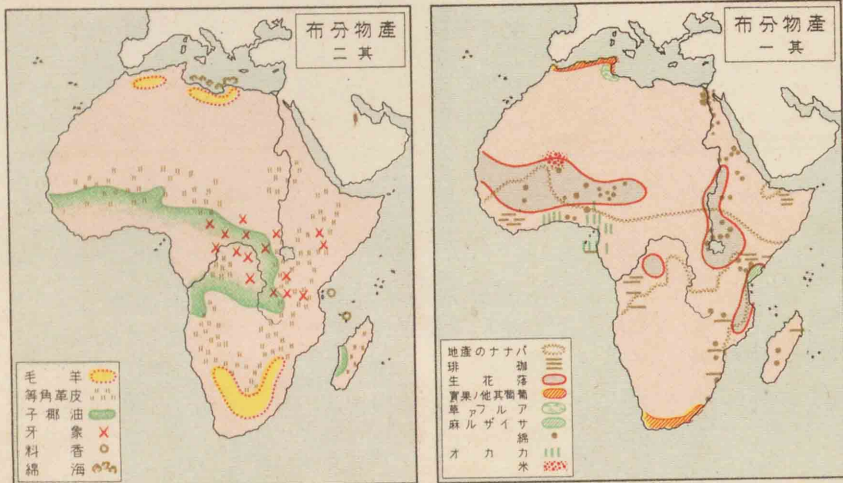 產物分布
其一
バナナの產地
珈琲
落花生
葡萄其他ノ果實
アルファ草
サイザル麻
綿
カカオ
米
產物分布
其二
羊毛
皮革角等
油椰子
象牙
香料
海綿